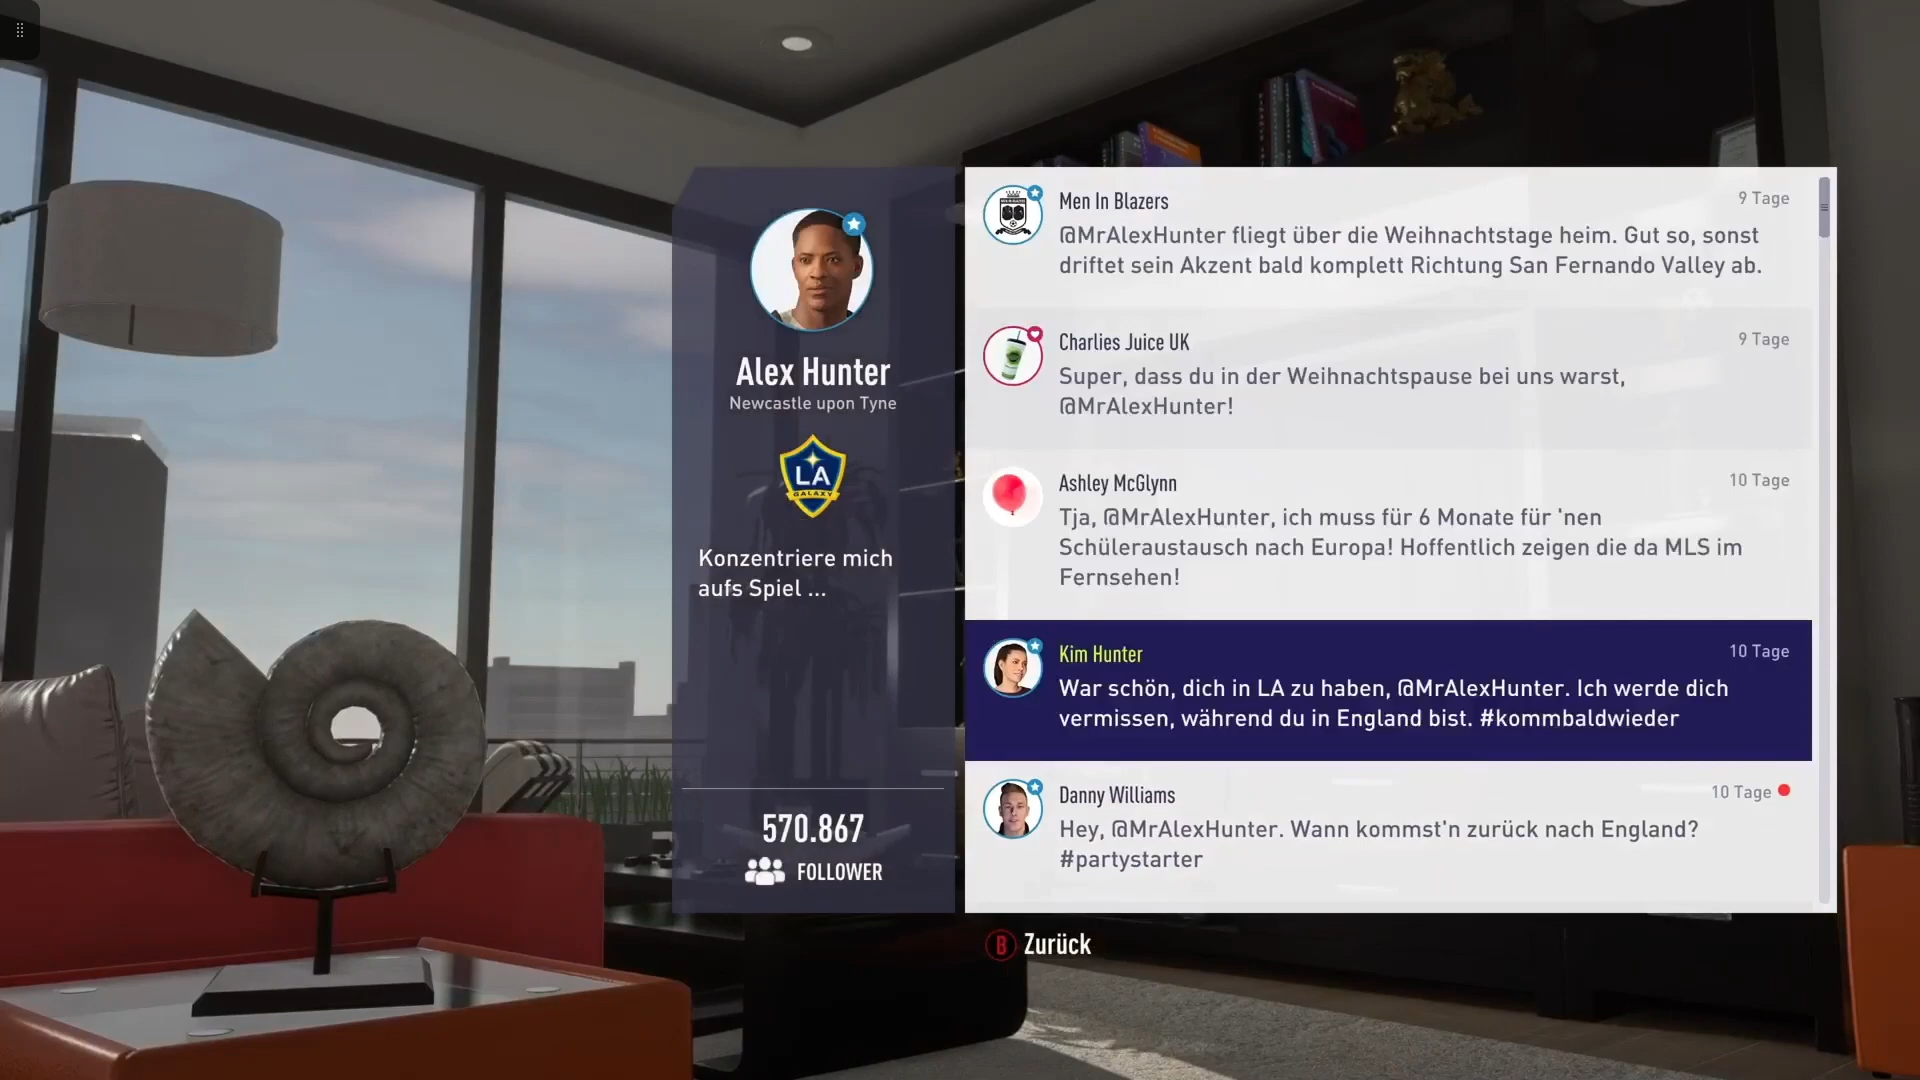 Alex Hunter
Newcastle upon Tyne
LA
GALAXY
Konzentriere mich
aufs Spiel ...
570.867
FOLLOWER
Men In Blazers
9 Tage
@MrAlexHunter fliegt über die Weihnachtstage heim. Gut so, sonst
driftet sein Akzent bald komplett Richtung San Fernando Valley ab.
Charlies Juice UK
9 Tage
Super, dass du in der Weihnachtspause bei uns warst,
@MrAlexHunter!
Ashley McGlynn
10 Tage
Tja, @MrAlexHunter, ich muss für 6 Monate für 'nen
Schüleraustausch nach Europa! Hoffentlich zeigen die da MLS im
Fernsehen!
Kim Hunter
10 Tage
War schön, dich in LA zu haben, @MrAlexHunter. Ich werde dich
vermissen, während du in England bist. #kommbaldwieder
Danny Williams
10 Tage
Hey, @MrAlexHunter. Wann kommst'n zurück nach England?
#partystarter
B Zurück